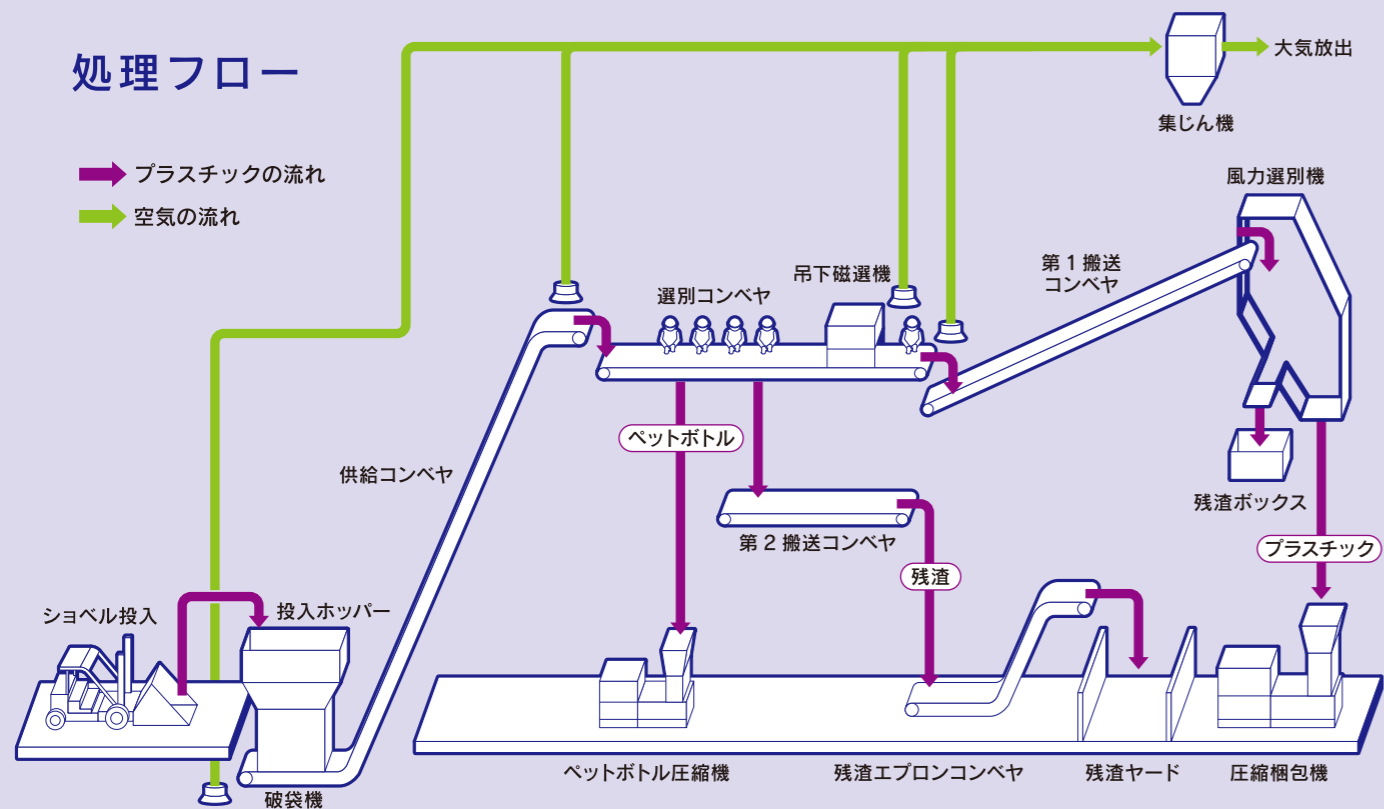 処理フロー
プラスチックの流れ
空気の流れ
大気放出
集じん機
風力選別機
第1搬送
コンベヤ
吊下磁選機
選別コンベヤ
ペットボトル
供給コンベヤ
残渣ボックス
第2搬送コンベヤ
プラスチック
残渣
ショベル投入
投入ホッパー
破袋機
ペットボトル圧縮機
残渣エプロンコンベヤ
残渣ヤード
圧縮梱包機